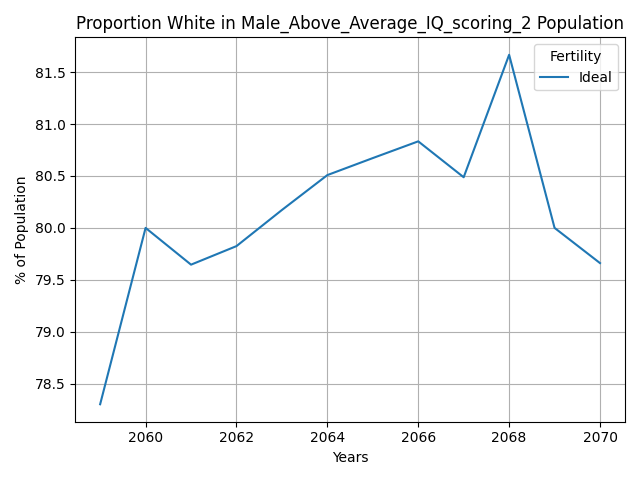 Proportion White in Male_Above_Average_IQ_scoring_2 Population
Fertility
Ideal
81.5
81.0
80.5
80.0
79.5
79.0
78.5
% of Population
2060 2062 2064 2066 2068 2070
Years